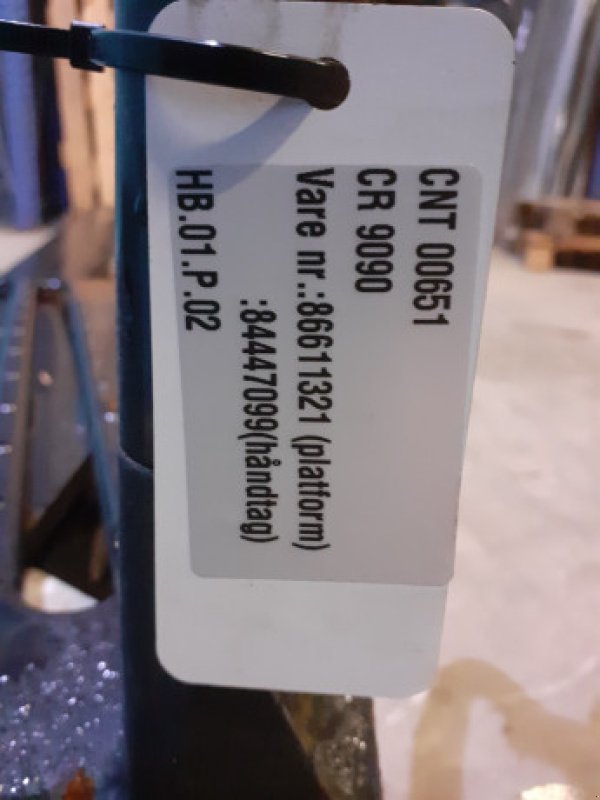 CNT 00651
CR 9090
Vare nr.:86611321 (platform)
:84447099(håndtag)
HB.01.P.02